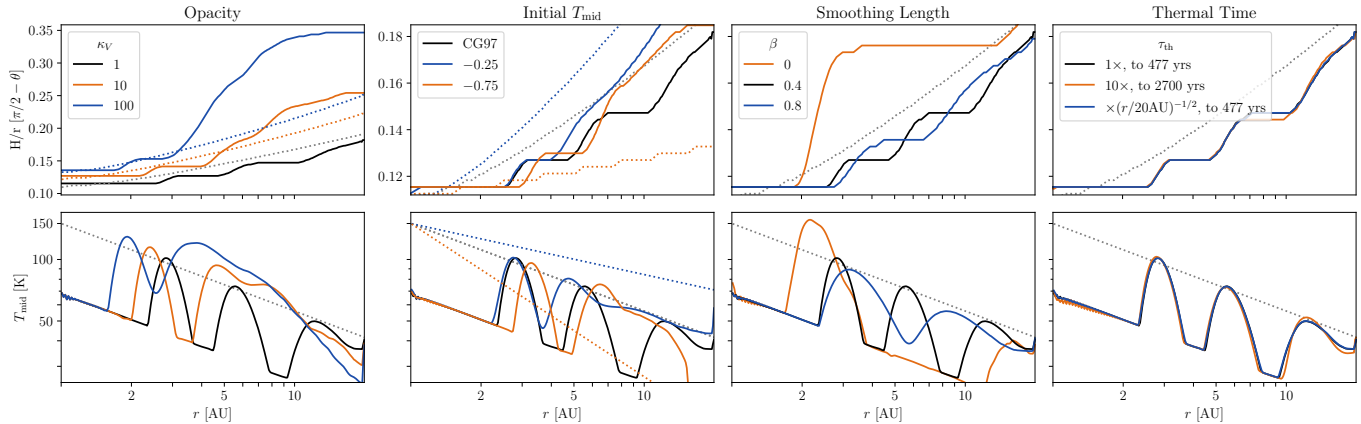 Opacity
Initial T_mid
Smoothing Length
Thermal Time
H/r [π/2 − θ]
0.35
0.30
0.25
0.20
0.15
0.10
κ_V
1
10
100
0.18
0.16
0.14
0.12
CG97
−0.25
−0.75
β
0
0.4
0.8
τ_th
1×, to 477 yrs
10×, to 2700 yrs
×(r/20AU)^−1/2, to 477 yrs
T_mid [K]
150
100
50
2 5 10
r [AU]
2 5 10
r [AU]
2 5 10
r [AU]
2 5 10
r [AU]